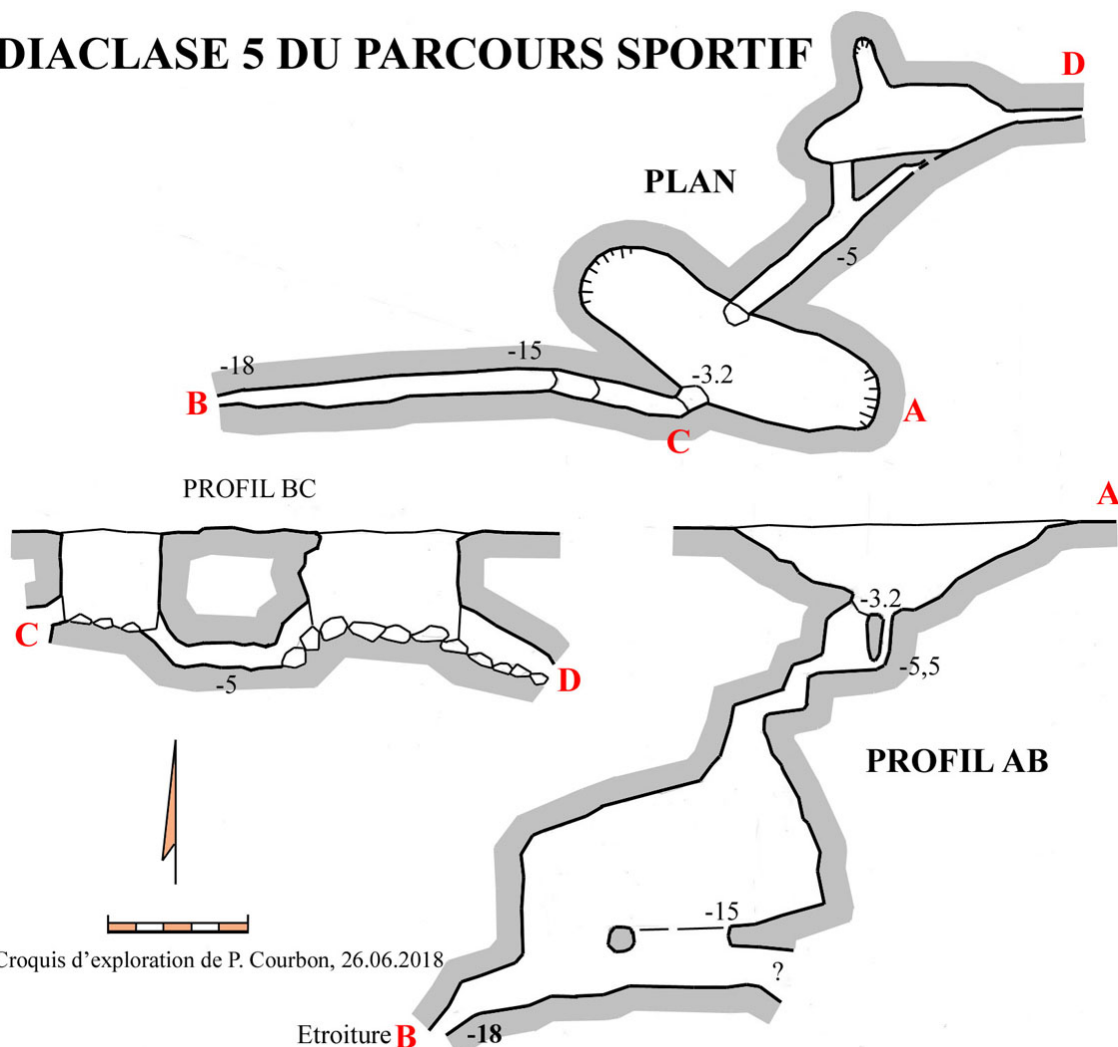 DIACLASE 5 DU PARCOURS SPORTIF
D
PLAN
-5
-18
-15
-3.2
B
A
C
PROFIL BC
A
-3.2
C
-5,5
-5
D
PROFIL AB
-15
Croquis d'exploration de P. Courbon, 26.06.2018
?
Etroiture B -18